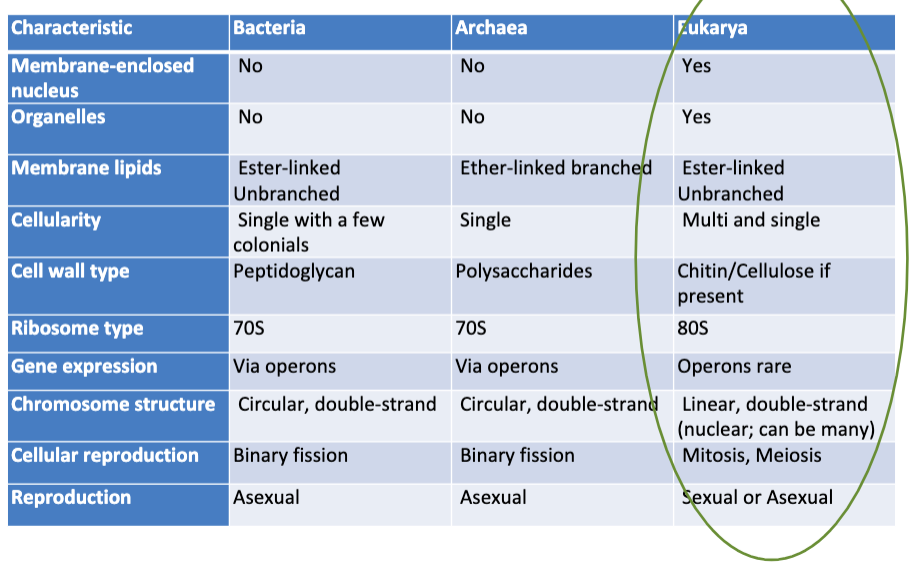 Characteristic Bacteria Archaea Eukarya
Membrane-enclosed No No Yes
nucleus
Organelles No No Yes
Membrane lipids Ester-linked Ether-linked branched Ester-linked
Unbranched Unbranched
Cellularity Single with a few Single Multi and single
colonials
Cell wall type Peptidoglycan Polysaccharides Chitin/Cellulose if
present
Ribosome type 70S 70S 80S
Gene expression Via operons Via operons Operons rare
Chromosome structure Circular, double-strand Circular, double-strand Linear, double-strand
(nuclear; can be many)
Cellular reproduction Binary fission Binary fission Mitosis, Meiosis
Reproduction Asexual Asexual Sexual or Asexual